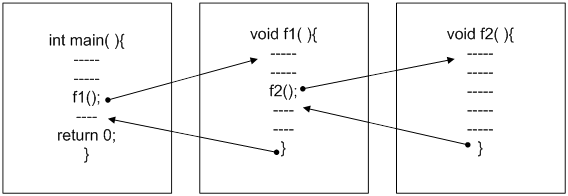 int main( ){
-----
-----
f1();
----
return 0;
}
void f1( ){
-----
-----
f2();
----
----
}
void f2( ){
-----
-----
-----
-----
-----
}